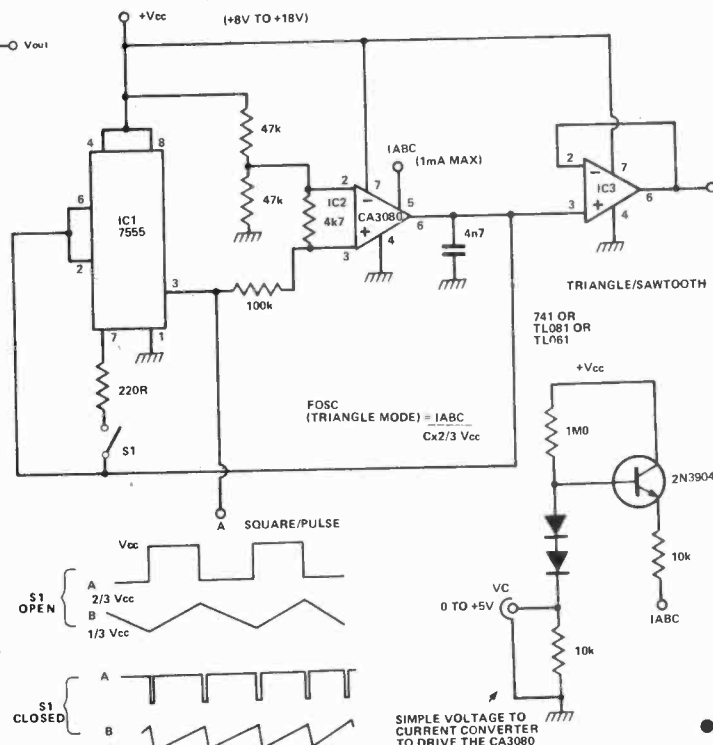 +Vcc
(+8V TO +18V)
Vout
4
8
47k
IABC
(1mA MAX)
6
IC1
7555
2
7
IC2
CA3080
5
6
2
7
IC3
6
47k
4k7
4
3
4n7
3
4
2
3
100k
TRIANGLE/SAWTOOTH
7
1
741 OR
TL081 OR
TL061
220R
+Vcc
FOSC
(TRIANGLE MODE) = IABC
Cx2/3 Vcc
1M0
S1
2N3904
A
SQUARE/PULSE
Vcc
10k
A
S1
OPEN
2/3 Vcc
B
1/3 Vcc
VC
0 TO +5V
IABC
10k
A
S1
CLOSED
B
SIMPLE VOLTAGE TO
CURRENT CONVERTER
TO DRIVE THE CA3080